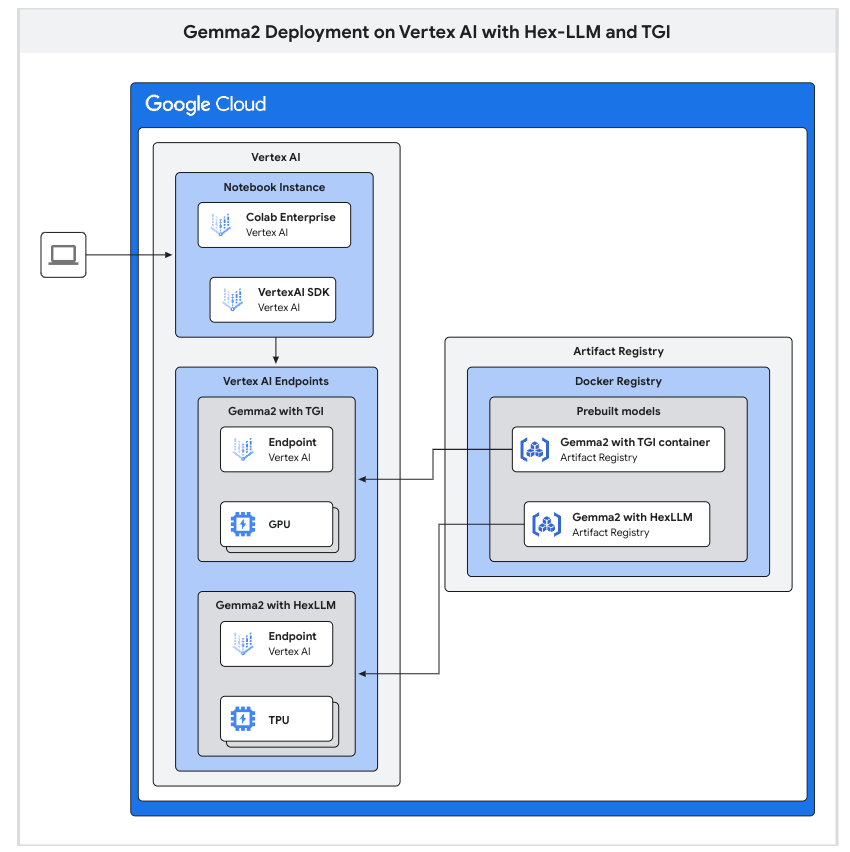 Gemma2 Deployment on Vertex AI with Hex-LLM and TGI
Google Cloud
Vertex AI
Notebook Instance
Colab Enterprise
Vertex AI
VertexAI SDK
Vertex AI
Vertex AI Endpoints
Gemma2 with TGI
Endpoint
Vertex AI
GPU
Gemma2 with HexLLM
Endpoint
Vertex AI
TPU
Artifact Registry
Docker Registry
Prebuilt models
Gemma2 with TGI container
Artifact Registry
Gemma2 with HexLLM
Artifact Registry